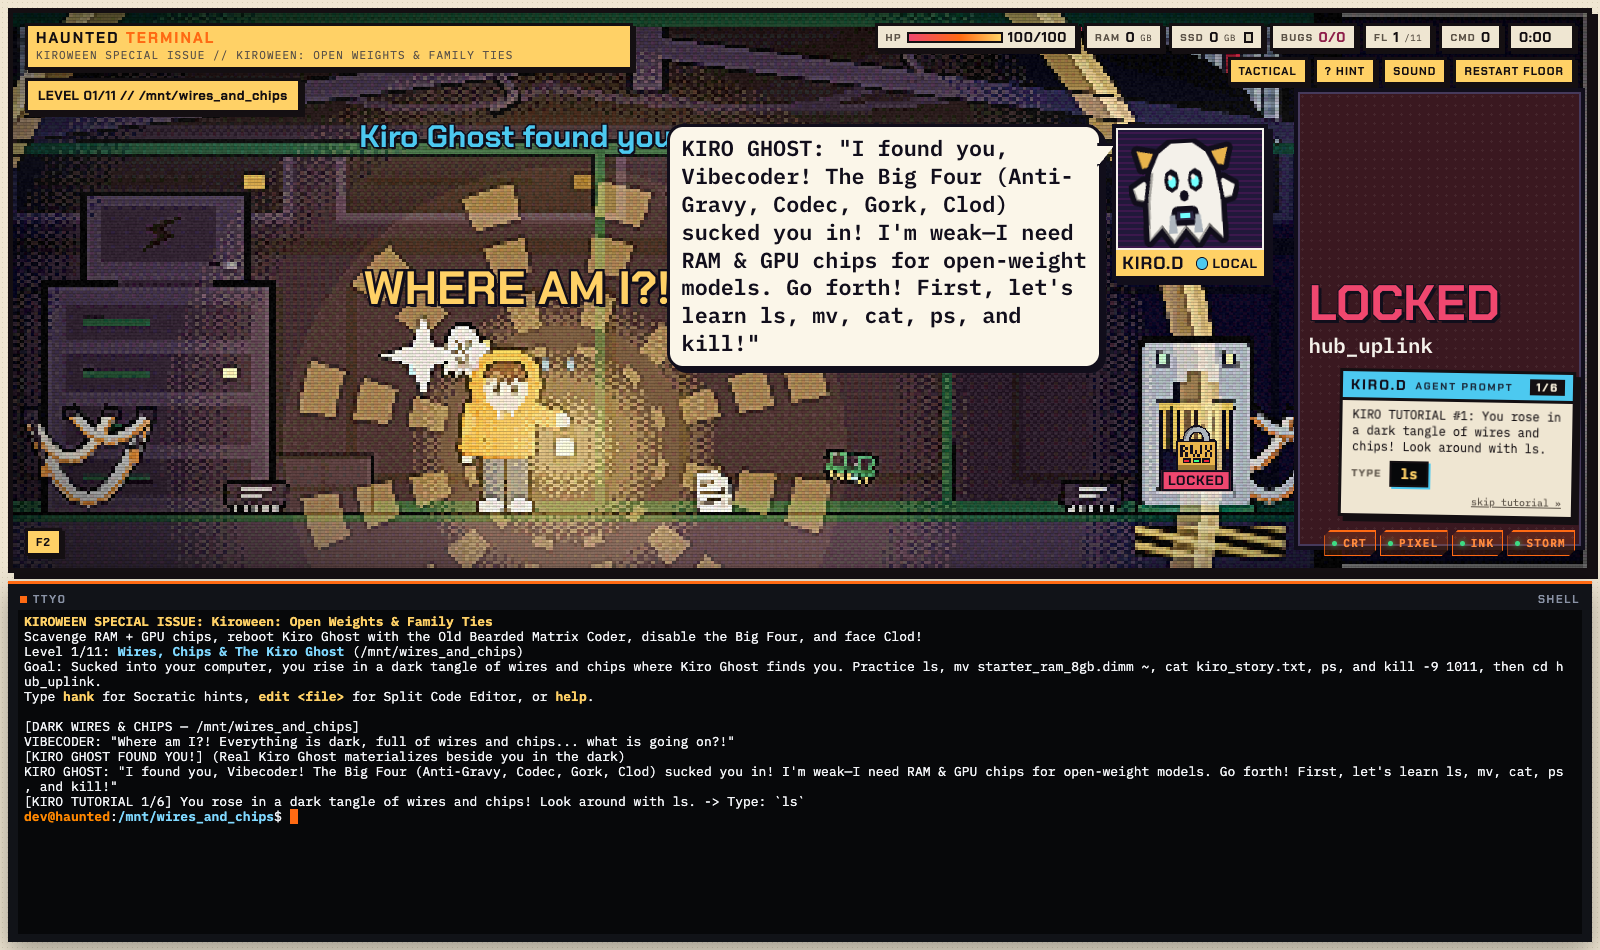 HAUNTED TERMINAL
KIROWEEN SPECIAL ISSUE // KIROWEEN: OPEN WEIGHTS & FAMILY TIES
HP 100/100
RAM 0 GB
SSD 0 GB
BUGS 0/0
FL 1 /11
CMD 0
0:00
TACTICAL
? HINT
SOUND
RESTART FLOOR
LEVEL 01/11 // /mnt/wires_and_chips
Kiro Ghost found you
WHERE AM I?!
KIRO GHOST: "I found you,
Vibecoder! The Big Four (Anti-
Gravy, Codec, Gork, Clod)
sucked you in! I'm weak—I need
RAM & GPU chips for open-weight
models. Go forth! First, let's
learn ls, mv, cat, ps, and
kill!"
KIRO.D LOCAL
RWX
LOCKED
LOCKED
hub_uplink
KIRO.D AGENT PROMPT 1/6
KIRO TUTORIAL #1: You rose in
a dark tangle of wires and
chips! Look around with ls.
TYPE ls
skip tutorial »
F2
CRT
PIXEL
INK
STORM
TTY0
SHELL
KIROWEEN SPECIAL ISSUE: Kiroween: Open Weights & Family Ties
Scavenge RAM + GPU chips, reboot Kiro Ghost with the Old Bearded Matrix Coder, disable the Big Four, and face Clod!
Level 1/11: Wires, Chips & The Kiro Ghost (/mnt/wires_and_chips)
Goal: Sucked into your computer, you rise in a dark tangle of wires and chips where Kiro Ghost finds you. Practice ls, mv starter_ram_8gb.dimm ~, cat kiro_story.txt, ps, and kill -9 1011, then cd h
ub_uplink.
Type hank for Socratic hints, edit <file> for Split Code Editor, or help.
[DARK WIRES & CHIPS — /mnt/wires_and_chips]
VIBECODER: "Where am I?! Everything is dark, full of wires and chips... what is going on?!"
[KIRO GHOST FOUND YOU!] (Real Kiro Ghost materializes beside you in the dark)
KIRO GHOST: "I found you, Vibecoder! The Big Four (Anti-Gravy, Codec, Gork, Clod) sucked you in! I'm weak—I need RAM & GPU chips for open-weight models. Go forth! First, let's learn ls, mv, cat, ps
, and kill!"
[KIRO TUTORIAL 1/6] You rose in a dark tangle of wires and chips! Look around with ls. -> Type: `ls`
dev@haunted:/mnt/wires_and_chips$